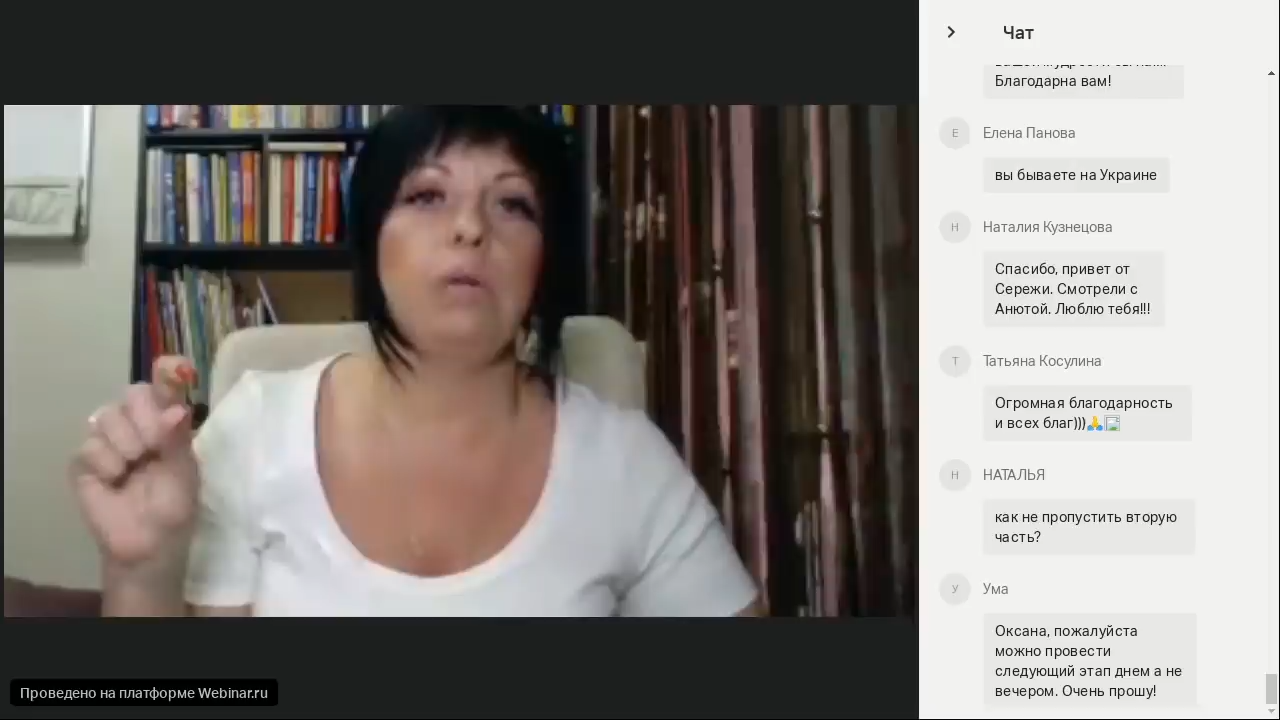 Чат
Благодарна вам!
Е
Елена Панова
вы бываете на Украине
Н
Наталия Кузнецова
Спасибо, привет от
Сережи. Смотрели с
Анютой. Люблю тебя!!!
Т
Татьяна Косулина
Огромная благодарность
и всех благ)))🙏
Н
НАТАЛЬЯ
как не пропустить вторую
часть?
У
Ума
Оксана, пожалуйста
можно провести
следующий этап днем а не
вечером. Очень прошу!
Проведено на платформе Webinar.ru